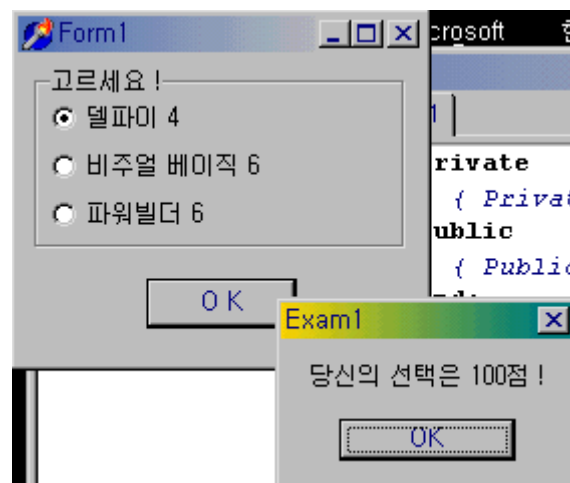 Form1
crosoft
고르세요 !
델파이 4
비주얼 베이직 6
파워빌더 6
O K
1
rivate
{ Privat
ublic
{ Public
Exam1
당신의 선택은 100점 !
OK